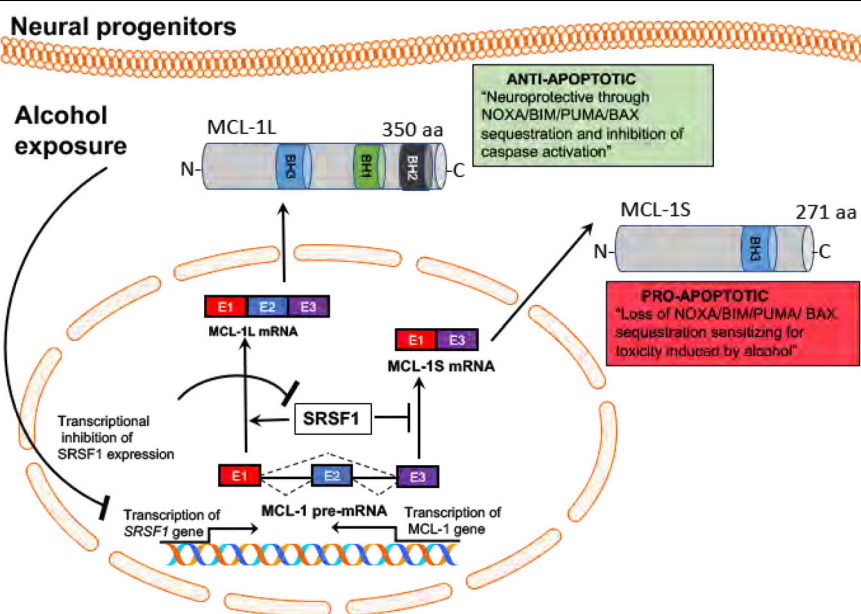 Neural progenitors
Alcohol
exposure
MCL-1L
350 aa
N-
BH3
BH1
BH2
-C
ANTI-APOPTOTIC
“Neuroprotective through
NOXA/BIM/PUMA/BAX
sequestration and inhibition of
caspase activation”
MCL-1S
271 aa
N-
BH3
-C
PRO-APOPTOTIC
“Loss of NOXA/BIM/PUMA/ BAX
sequestration sensitizing for
toxicity induced by alcohol”
E1
E2
E3
MCL-1L mRNA
E1
E3
MCL-1S mRNA
Transcriptional
inhibition of
SRSF1 expression
SRSF1
E1
E2
E3
MCL-1 pre-mRNA
Transcription of
SRSF1 gene
Transcription of
MCL-1 gene